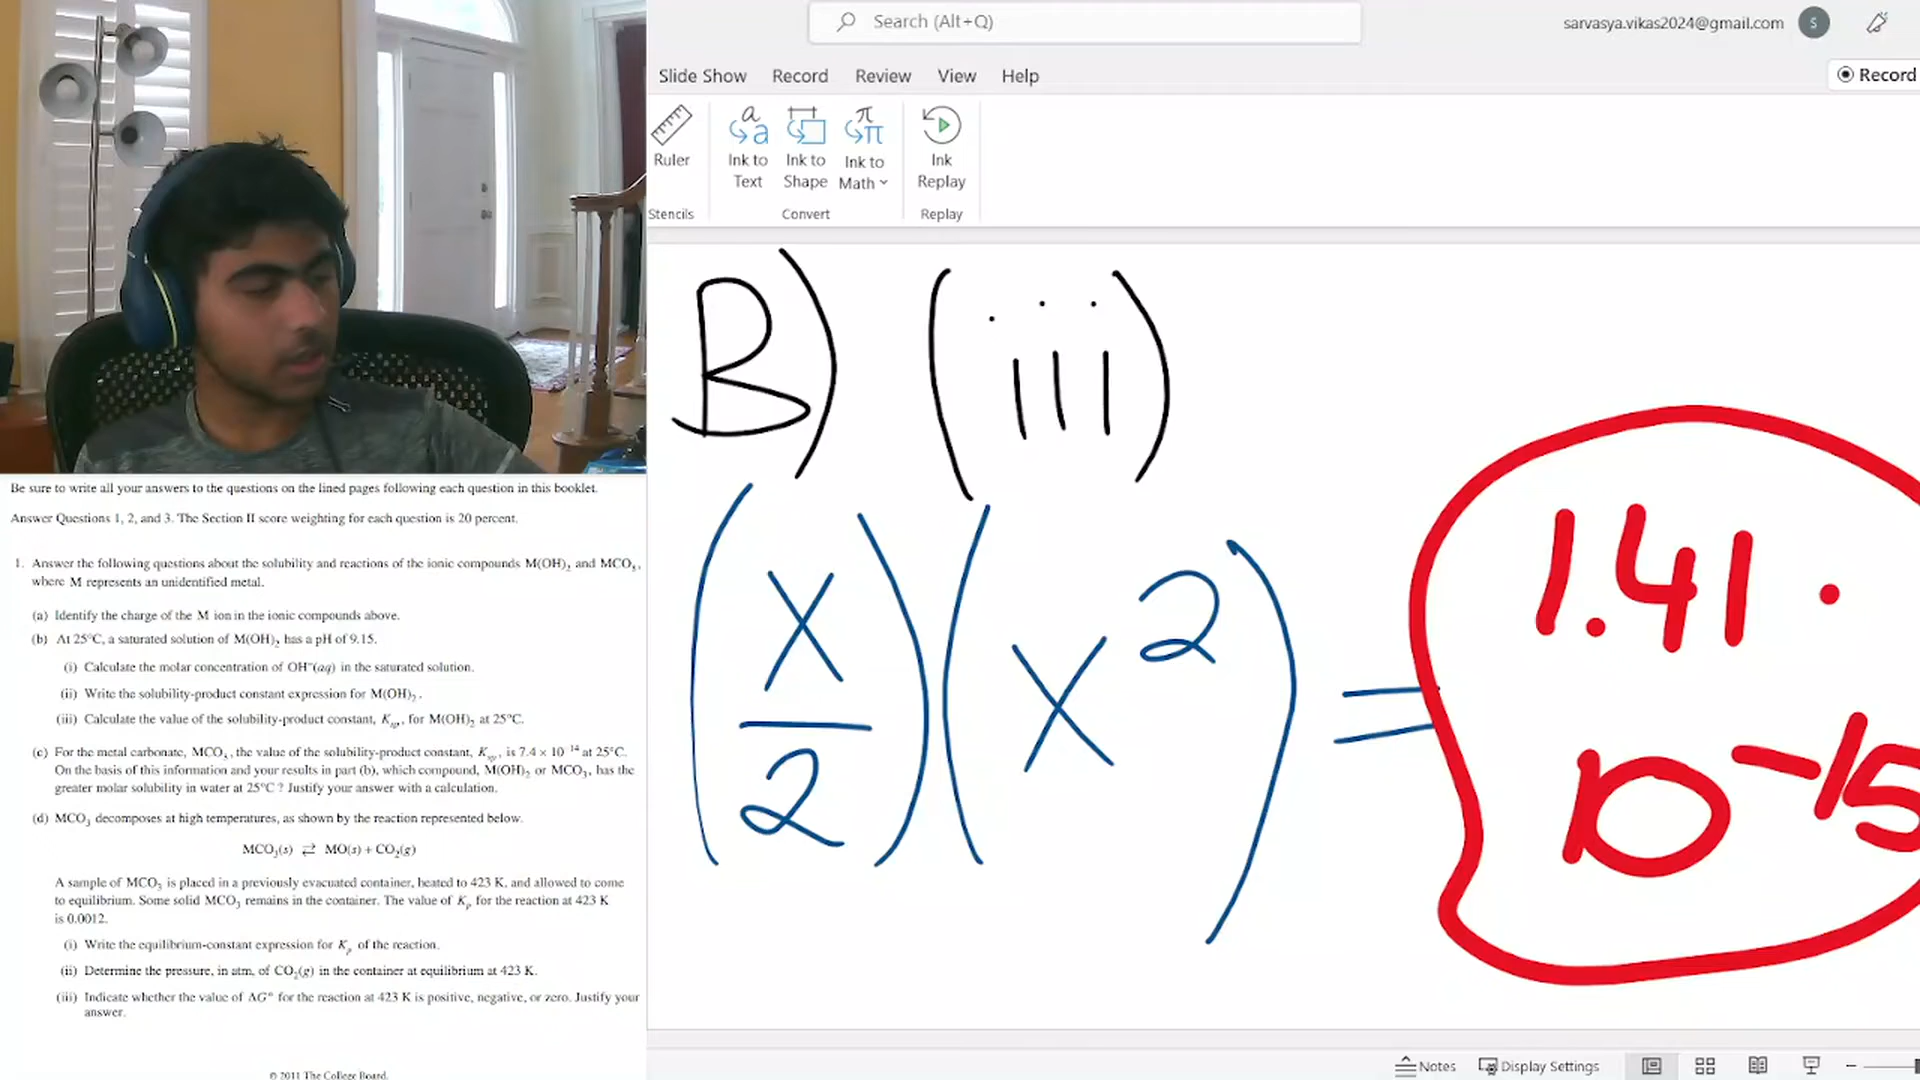 Search (Alt+Q)
sarvasya.vikas2024@gmail.com
S
Slide Show Record Review View Help
Record
Ruler
Ink to Text
Ink to Shape
Ink to Math
Ink Replay
Stencils
Convert
Replay
B) (iii)
(x/2)(x²) = 1.41 · 10⁻¹⁵
Be sure to write all your answers to the questions on the lined pages following each question in this booklet.
Answer Questions 1, 2, and 3. The Section II score weighting for each question is 20 percent.
1. Answer the following questions about the solubility and reactions of the ionic compounds M(OH)₂ and MCO₃,
where M represents an unidentified metal.
(a) Identify the charge of the M ion in the ionic compounds above.
(b) At 25°C, a saturated solution of M(OH)₂ has a pH of 9.15.
(i) Calculate the molar concentration of OH⁻(aq) in the saturated solution.
(ii) Write the solubility-product constant expression for M(OH)₂.
(iii) Calculate the value of the solubility-product constant, Kₛₚ, for M(OH)₂ at 25°C.
(c) For the metal carbonate, MCO₃, the value of the solubility-product constant, Kₛₚ, is 7.4 × 10⁻¹⁴ at 25°C.
On the basis of this information and your results in part (b), which compound, M(OH)₂ or MCO₃, has the
greater molar solubility in water at 25°C ? Justify your answer with a calculation.
(d) MCO₃ decomposes at high temperatures, as shown by the reaction represented below.
MCO₃(s) ⇄ MO(s) + CO₂(g)
A sample of MCO₃ is placed in a previously evacuated container, heated to 423 K, and allowed to come
to equilibrium. Some solid MCO₃ remains in the container. The value of Kₚ for the reaction at 423 K
is 0.0012.
(i) Write the equilibrium-constant expression for Kₚ of the reaction.
(ii) Determine the pressure, in atm, of CO₂(g) in the container at equilibrium at 423 K.
(iii) Indicate whether the value of ΔG° for the reaction at 423 K is positive, negative, or zero. Justify your
answer.
© 2011 The College Board.
Notes
Display Settings